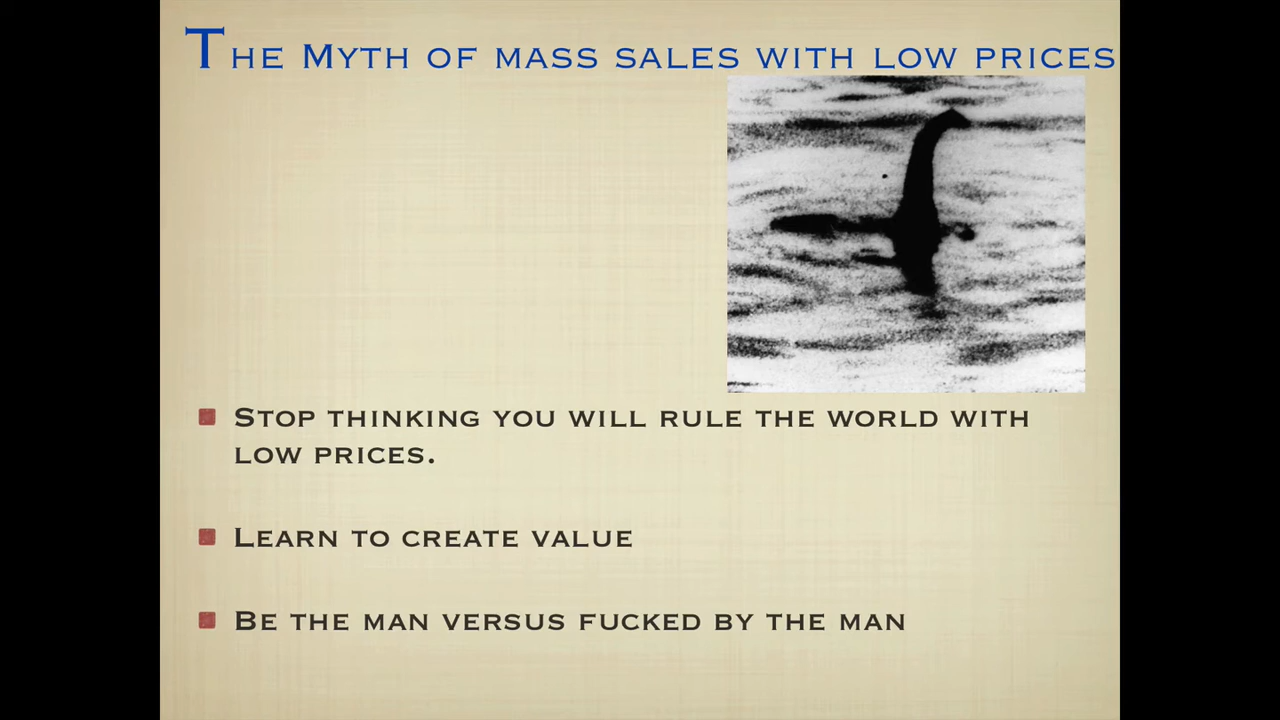 The Myth of mass sales with low prices
Stop thinking you will rule the world with
low prices.
Learn to create value
Be the man versus fucked by the man